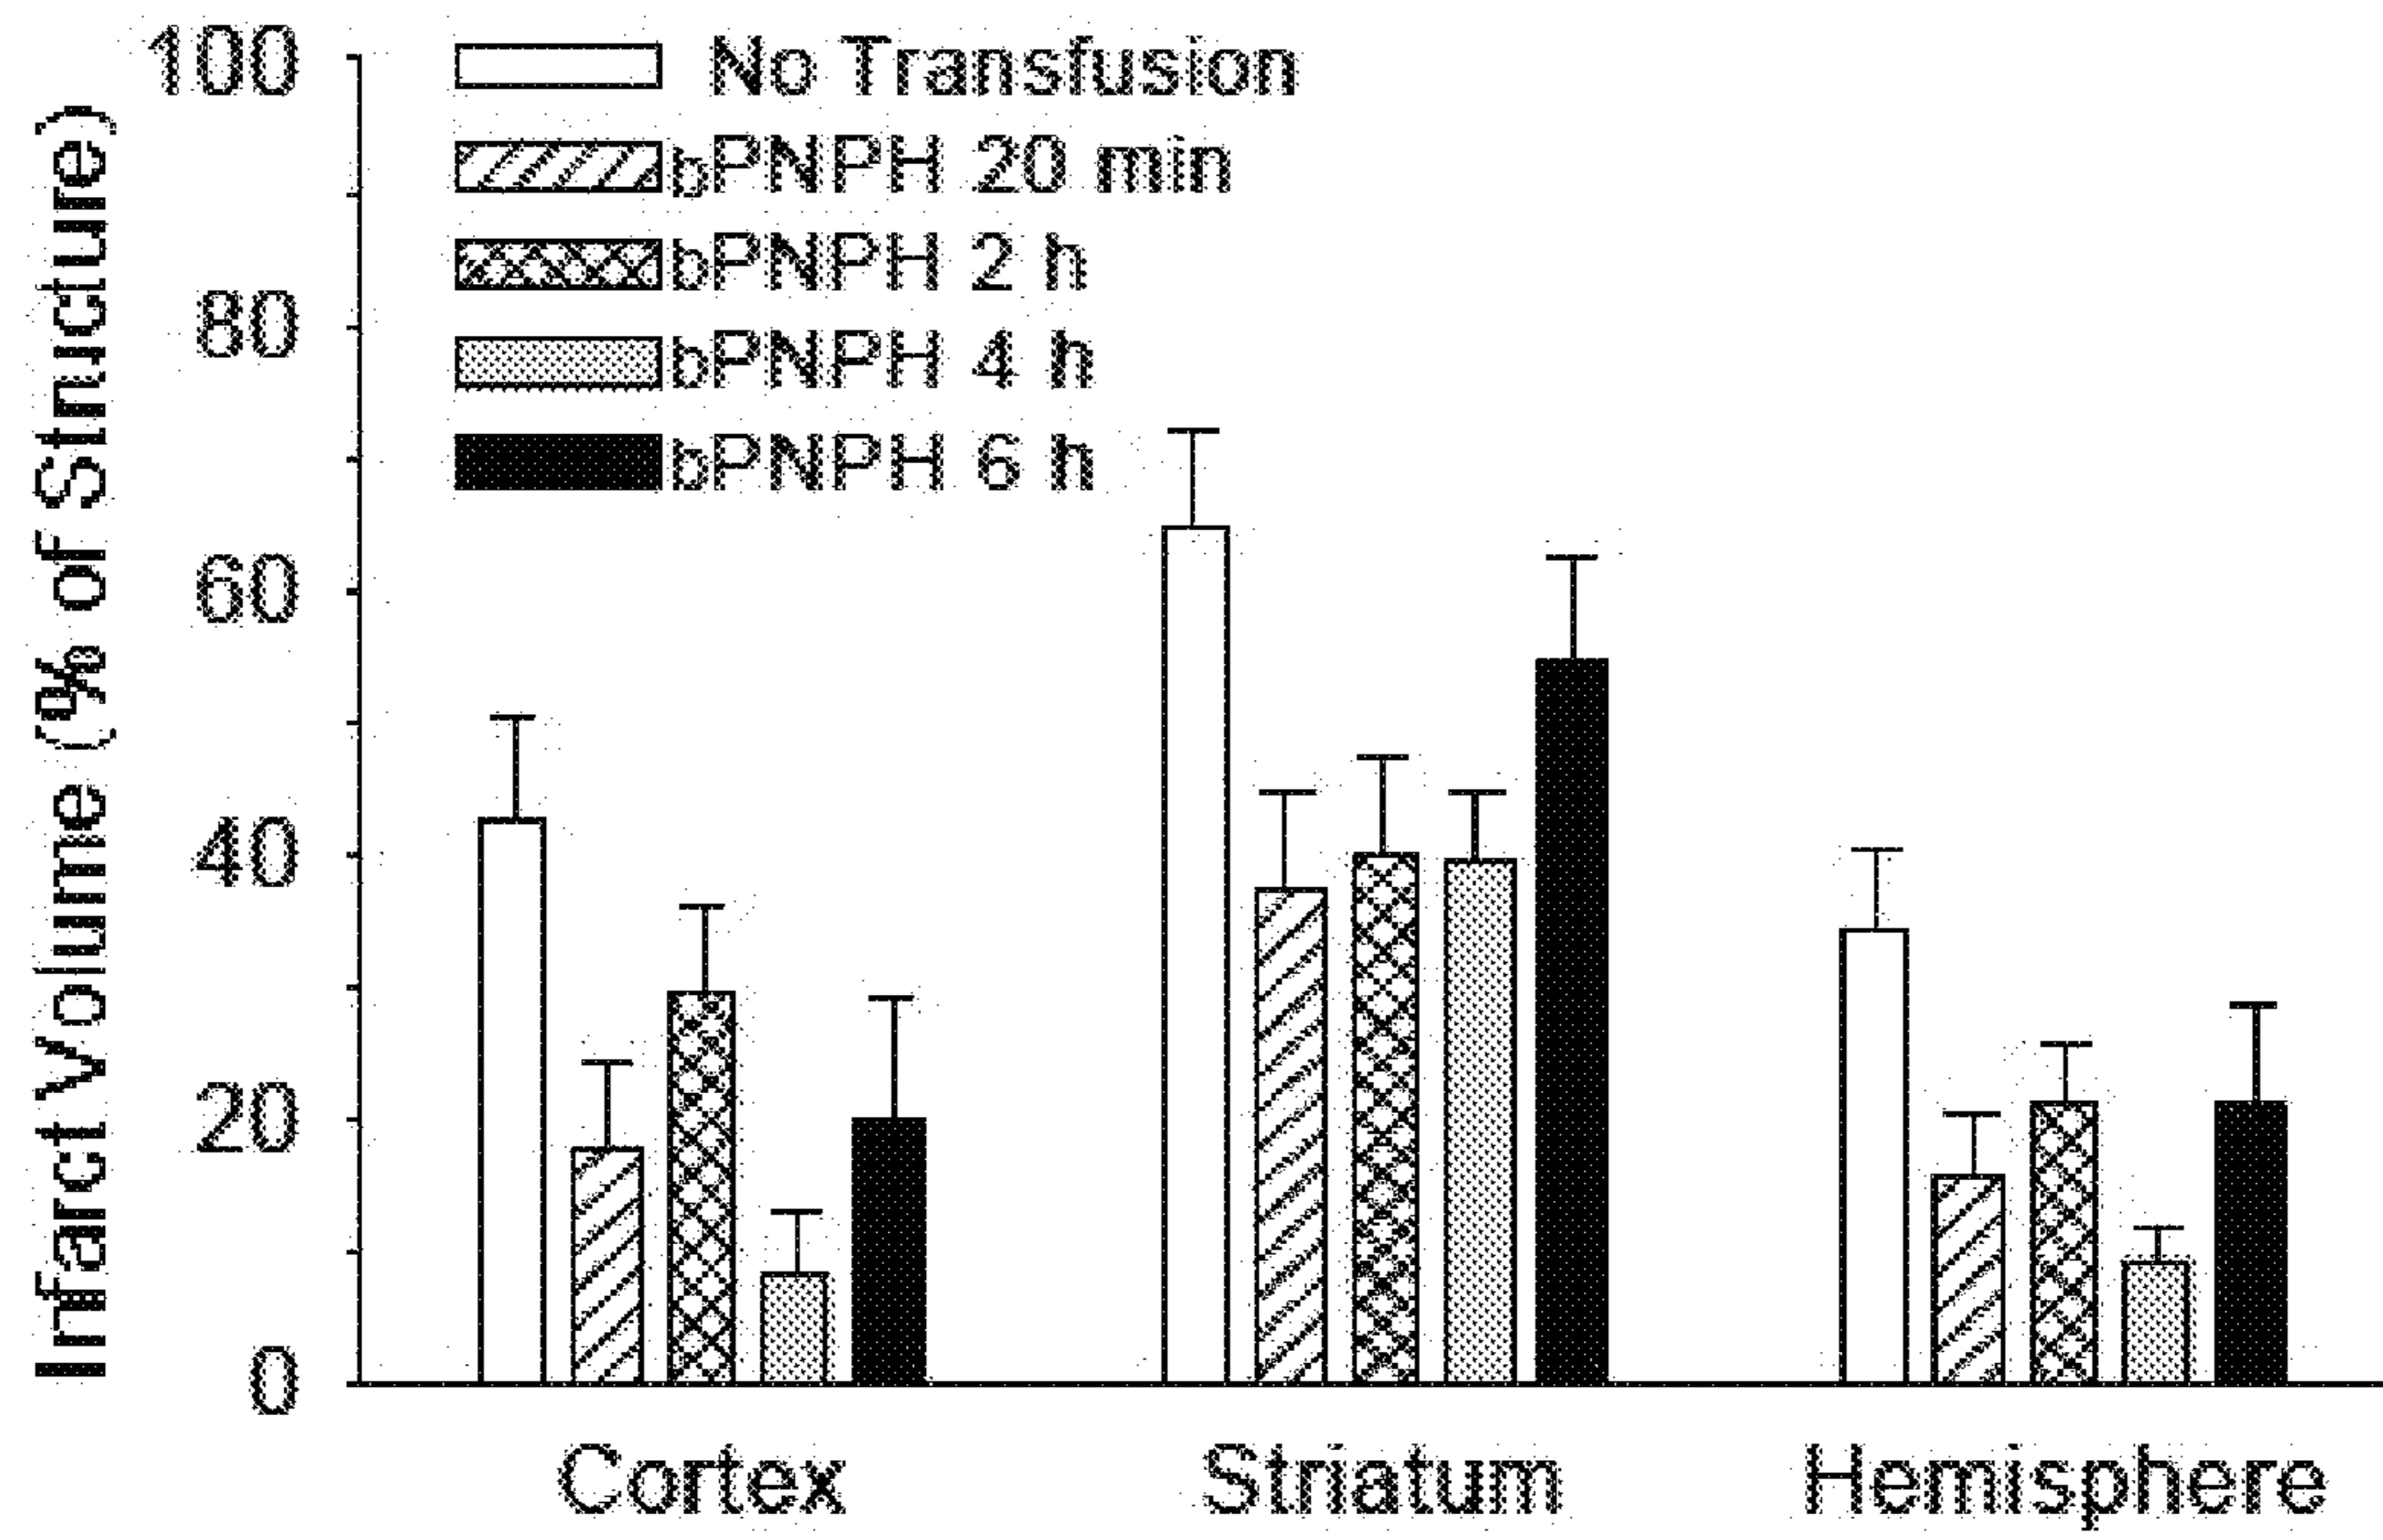 Infarct Volume (% of Structure)
100
80
60
40
20
0
No Transfusion
bPNPH 20 min
bPNPH 2 h
bPNPH 4 h
bPNPH 6 h
Cortex
Striatum
Hemisphere